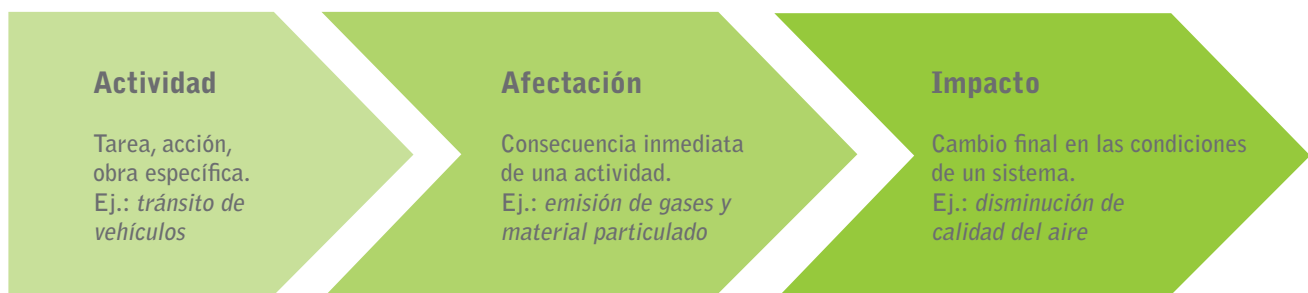 Actividad
Tarea, acción,
obra específica.
Ej.: tránsito de
vehículos
Afectación
Consecuencia inmediata
de una actividad.
Ej.: emisión de gases y
material particulado
Impacto
Cambio final en las condiciones
de un sistema.
Ej.: disminución de
calidad del aire